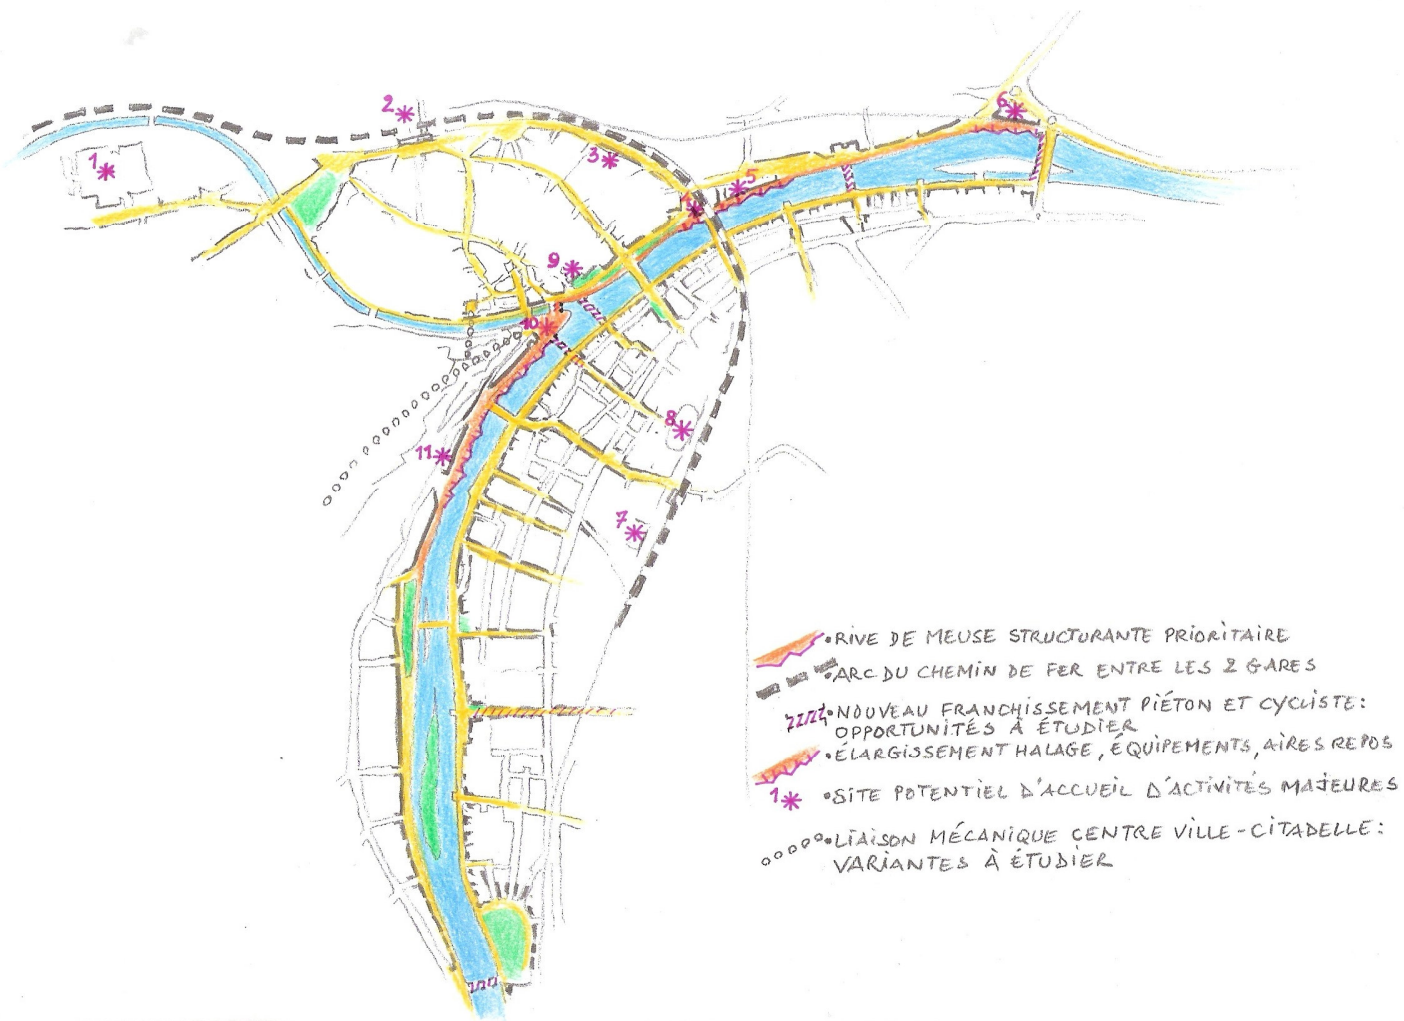 1
2
3
5
6
9
10
11
8
7
RIVE DE MEUSE STRUCTURANTE PRIORITAIRE
ARC DU CHEMIN DE FER ENTRE LES 2 GARES
NOUVEAU FRANCHISSEMENT PIÉTON ET CYCLISTE:
OPPORTUNITÉS À ÉTUDIER
ÉLARGISSEMENT HALAGE, ÉQUIPEMENTS, AIRES REPOS
1 SITE POTENTIEL D'ACCUEIL D'ACTIVITÉS MAJEURES
LIAISON MÉCANIQUE CENTRE VILLE-CITADELLE:
VARIANTES À ÉTUDIER